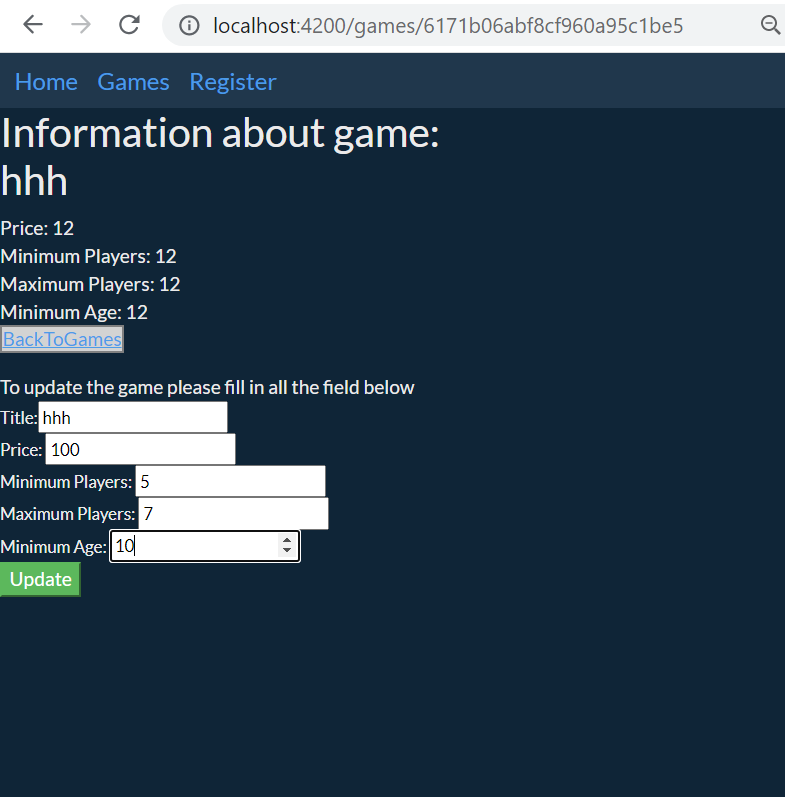 localhost:4200/games/6171b06abf8cf960a95c1be5
Home Games Register
Information about game:
hhh
Price: 12
Minimum Players: 12
Maximum Players: 12
Minimum Age: 12
BackToGames
To update the game please fill in all the field below
Title: hhh
Price: 100
Minimum Players: 5
Maximum Players: 7
Minimum Age: 10
Update